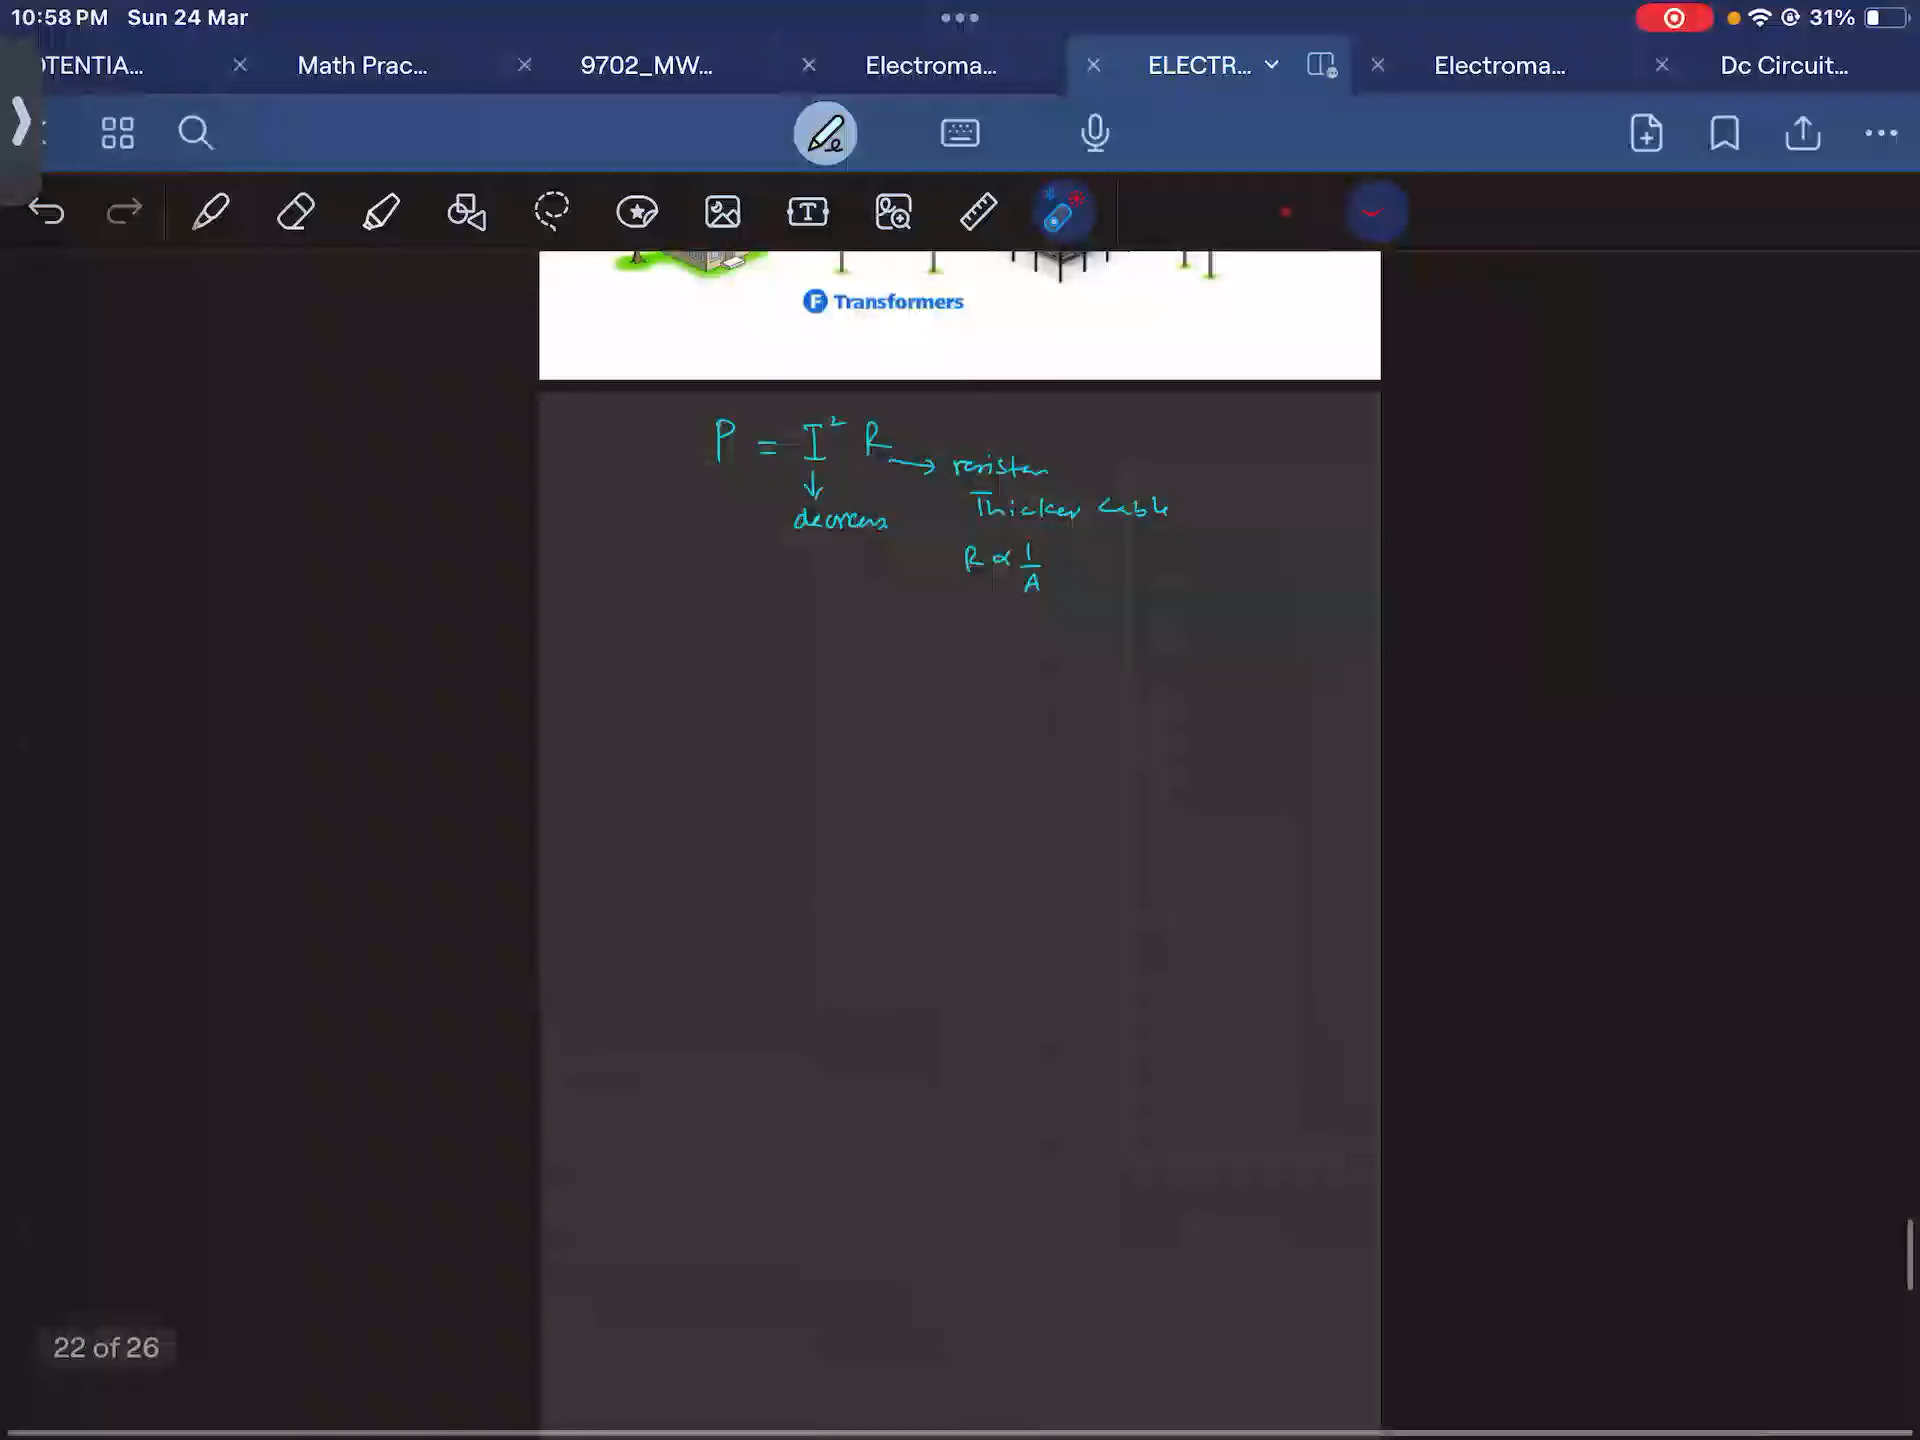 10:58 PM Sun 24 Mar
31%
OTENTIA...
Math Prac...
9702_MW...
Electroma...
ELECTR...
Electroma...
Dc Circuit...
F Transformers
P = I² R → resistan
↓
decreas
Thicker cable
R ∝ 1/A
22 of 26